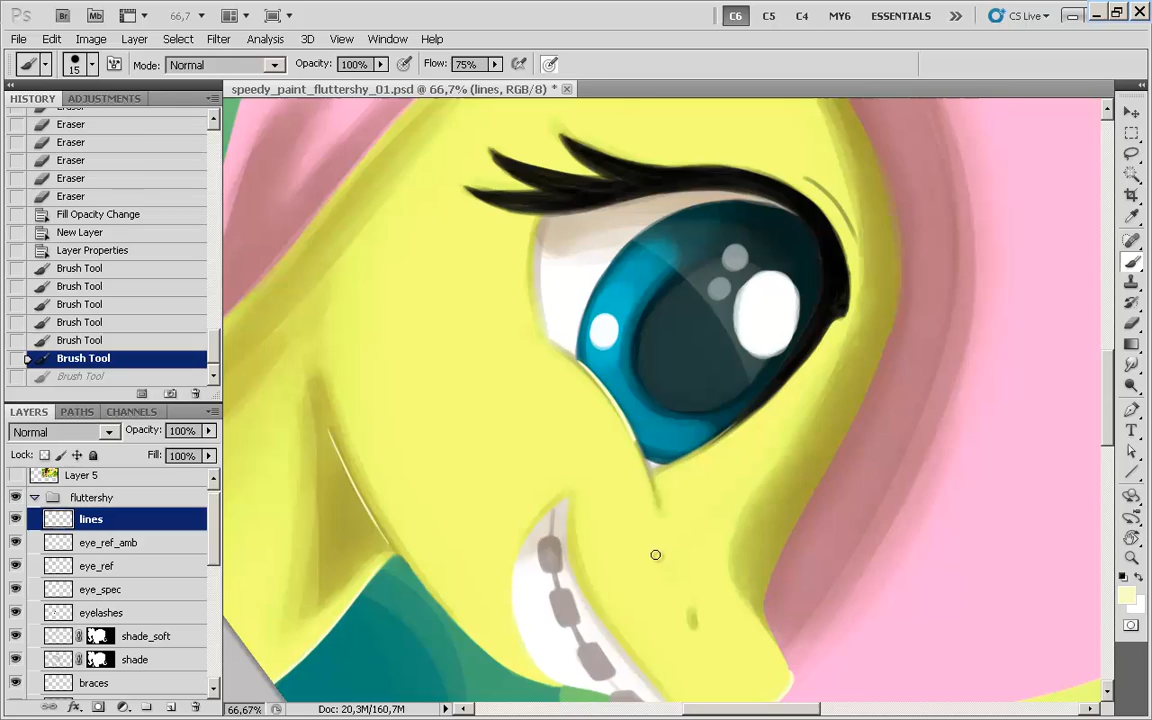 Ps Br Mb 66,7 C6 C5 C4 MY6 ESSENTIALS CS Live
File Edit Image Layer Select Filter Analysis 3D View Window Help
15 Mode: Normal Opacity: 100% Flow: 75%
speedy_paint_fluttershy_01.psd @ 66,7% (lines, RGB/8) *
HISTORY ADJUSTMENTS
Eraser
Eraser
Eraser
Eraser
Eraser
Eraser
Fill Opacity Change
New Layer
Layer Properties
Brush Tool
Brush Tool
Brush Tool
Brush Tool
Brush Tool
Brush Tool
Brush Tool
LAYERS PATHS CHANNELS
Normal Opacity: 100%
Lock: Fill: 100%
Layer 5
fluttershy
lines
eye_ref_amb
eye_ref
eye_spec
eyelashes
shade_soft
shade
braces
66,67% Doc: 20,3M/160,7M